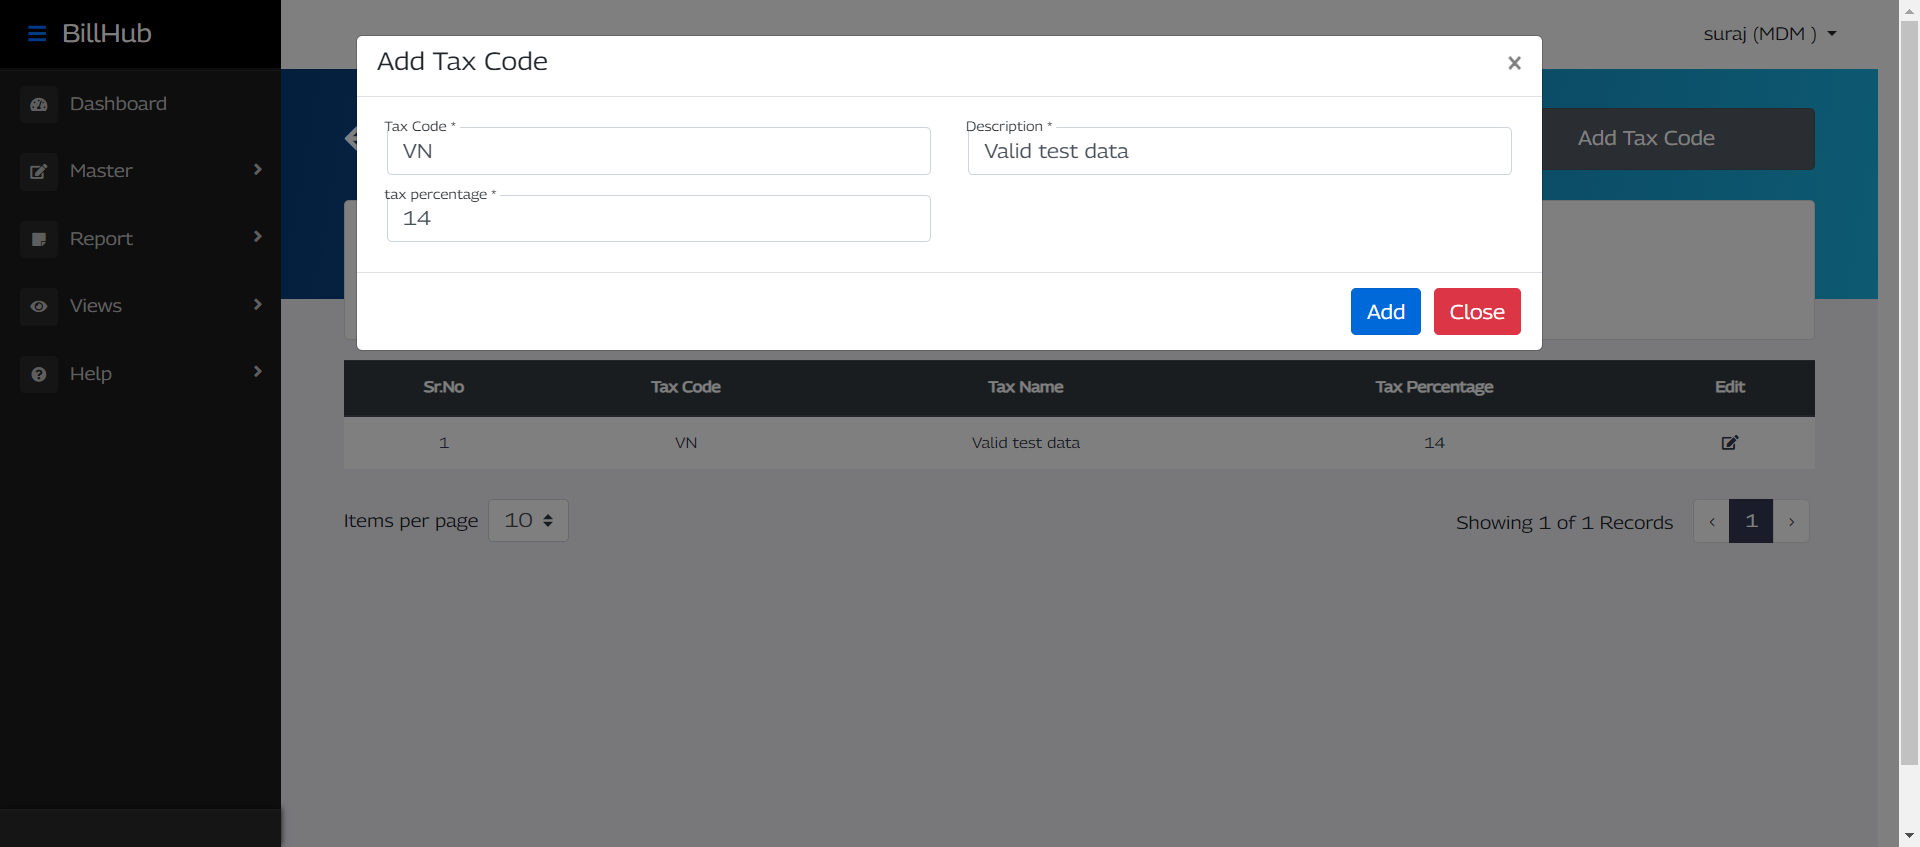 BillHub
suraj (MDM )
Dashboard
Master
Report
Views
Help
Add Tax Code
×
Tax Code *
VN
Description *
Valid test data
tax percentage *
14
Add
Close
Add Tax Code
Sr.No Tax Code Tax Name Tax Percentage Edit
1 VN Valid test data 14
Items per page 10
Showing 1 of 1 Records ‹ 1 ›